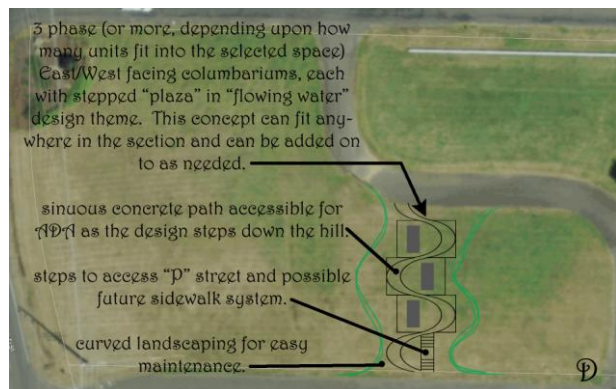 3 phase (or more, depending upon how
many units fit into the selected space)
East/West facing columbariums, each
with stepped "plaza" in "flowing water"
design theme. This concept can fit any-
where in the section and can be added on
to as needed.
sinuous concrete path accessible for
ADA as the design steps down the hill
steps to access "P" street and possible
future sidewalk system.
curved landscaping for easy
maintenance.
D